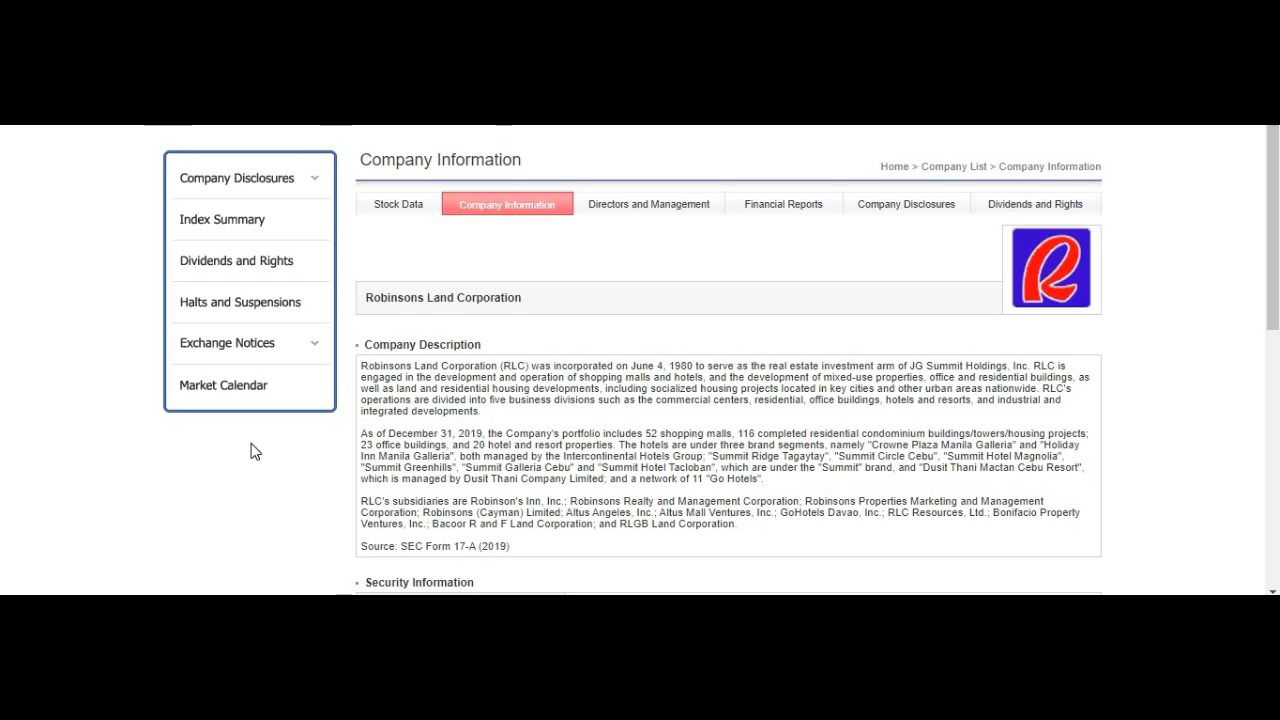 Company Information
Home > Company List > Company Information
Company Disclosures
Index Summary
Dividends and Rights
Halts and Suspensions
Exchange Notices
Market Calendar
Stock Data
Company Information
Directors and Management
Financial Reports
Company Disclosures
Dividends and Rights
R
Robinsons Land Corporation
Company Description
Robinsons Land Corporation (RLC) was incorporated on June 4, 1980 to serve as the real estate investment arm of JG Summit Holdings, Inc. RLC is
engaged in the development and operation of shopping malls and hotels, and the development of mixed-use properties, office and residential buildings, as
well as land and residential housing developments, including socialized housing projects located in key cities and other urban areas nationwide. RLC's
operations are divided into five business divisions such as the commercial centers, residential, office buildings, hotels and resorts, and industrial and
integrated developments.
As of December 31, 2019, the Company's portfolio includes 52 shopping malls, 116 completed residential condominium buildings/towers/housing projects;
23 office buildings, and 20 hotel and resort properties. The hotels are under three brand segments, namely "Crowne Plaza Manila Galleria" and "Holiday
Inn Manila Galleria", both managed by the Intercontinental Hotels Group; "Summit Ridge Tagaytay", "Summit Circle Cebu", "Summit Hotel Magnolia",
"Summit Greenhills", "Summit Galleria Cebu" and "Summit Hotel Tacloban", which are under the "Summit" brand, and "Dusit Thani Mactan Cebu Resort",
which is managed by Dusit Thani Company Limited; and a network of 11 "Go Hotels".
RLC's subsidiaries are Robinson's Inn, Inc.; Robinsons Realty and Management Corporation; Robinsons Properties Marketing and Management
Corporation; Robinsons (Cayman) Limited; Altus Angeles, Inc.; Altus Mall Ventures, Inc.; GoHotels Davao, Inc.; RLC Resources, Ltd.; Bonifacio Property
Ventures, Inc.; Bacoor R and F Land Corporation; and RLGB Land Corporation.
Source: SEC Form 17-A (2019)
Security Information